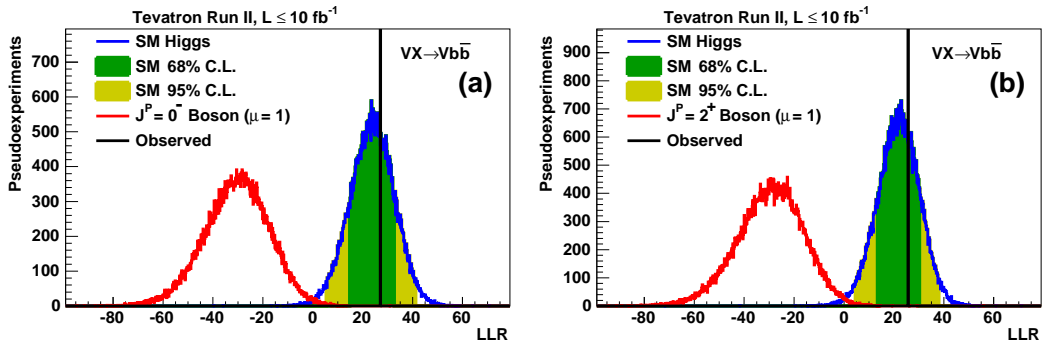 Tevatron Run II, L ≤ 10 fb⁻¹
Pseudoexperiments
700
600
500
400
300
200
100
0
SM Higgs
SM 68% C.L.
SM 95% C.L.
Jᴾ = 0⁻ Boson (μ = 1)
Observed
VX→Vbb̅
(a)
-80 -60 -40 -20 0 20 40 60
LLR
Tevatron Run II, L ≤ 10 fb⁻¹
Pseudoexperiments
900
800
700
600
500
400
300
200
100
0
SM Higgs
SM 68% C.L.
SM 95% C.L.
Jᴾ = 2⁺ Boson (μ = 1)
Observed
VX→Vbb̅
(b)
-80 -60 -40 -20 0 20 40 60
LLR